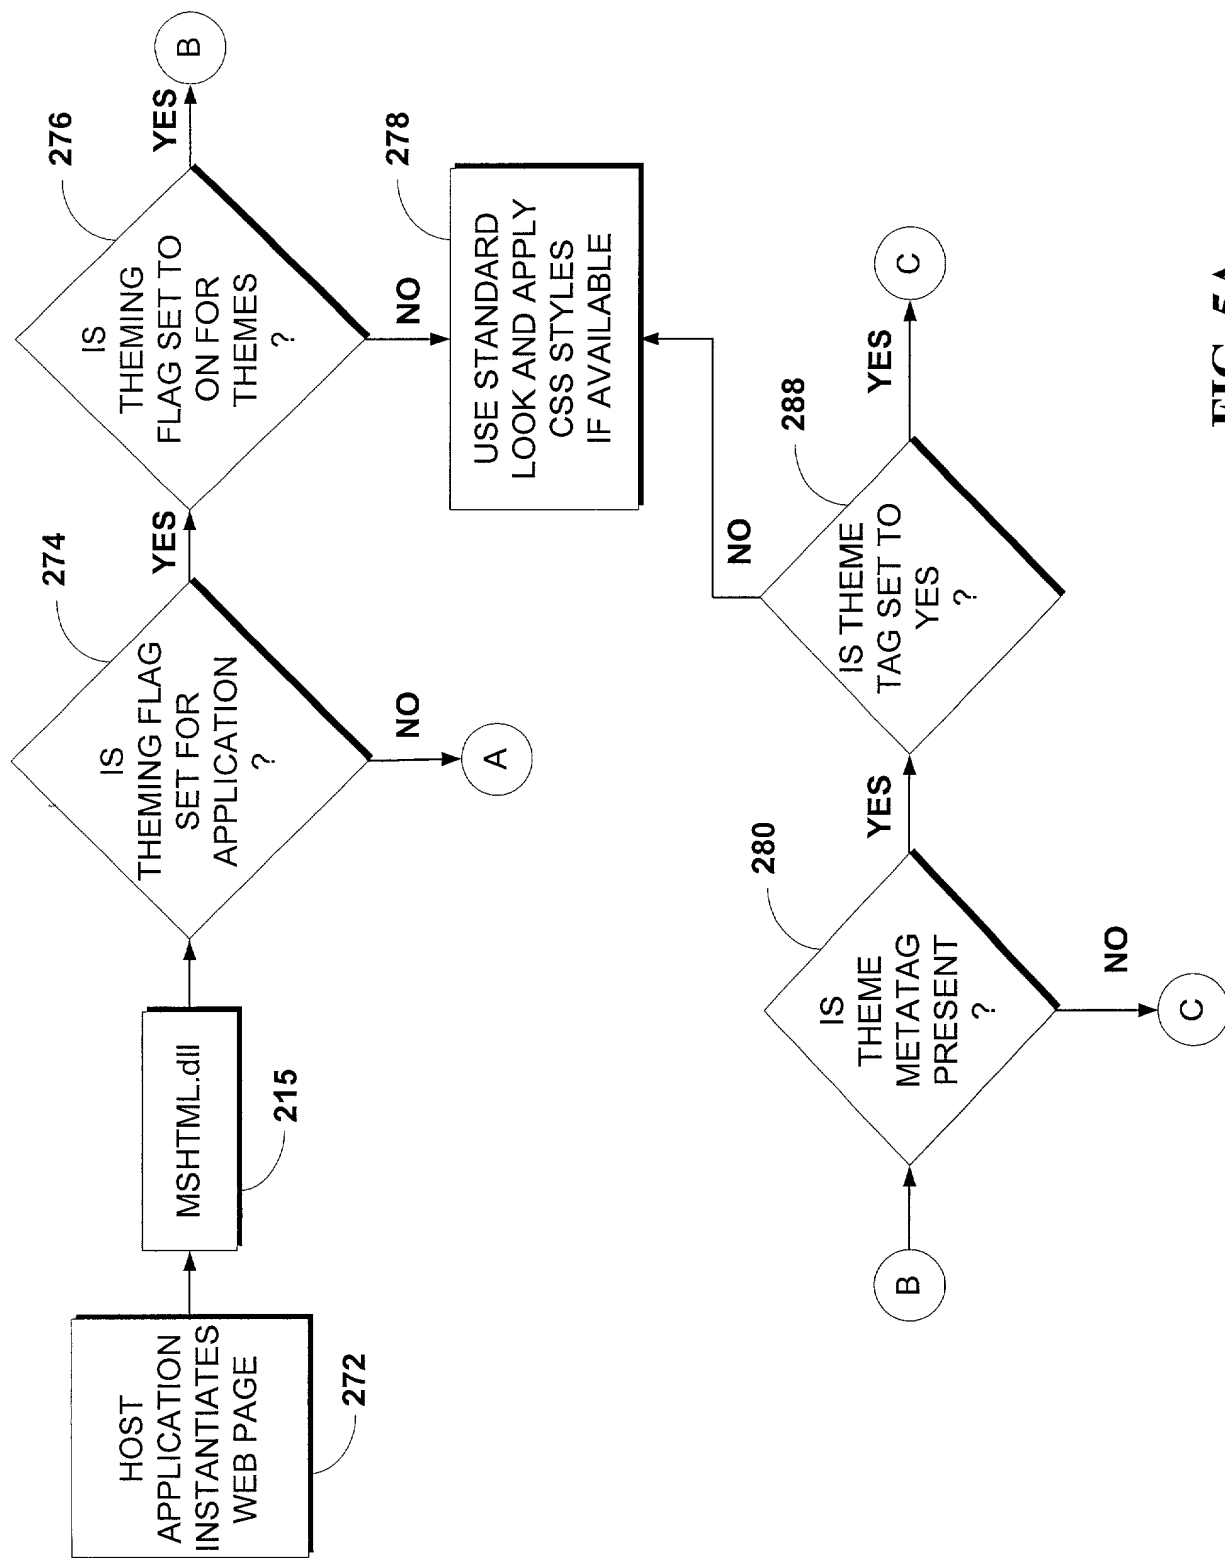 HOST
APPLICATION
INSTANTIATES
WEB PAGE
272
MSHTML.dll
215
IS
THEMING FLAG
SET FOR
APPLICATION
?
274
YES
NO
A
IS
THEMING
FLAG SET TO
ON FOR
THEMES
?
276
YES
B
NO
USE STANDARD
LOOK AND APPLY
CSS STYLES
IF AVAILABLE
278
B
IS
THEME
METATAG
PRESENT
?
280
YES
NO
C
IS THEME
TAG SET TO
YES
?
288
NO
YES
C
FIG 5A